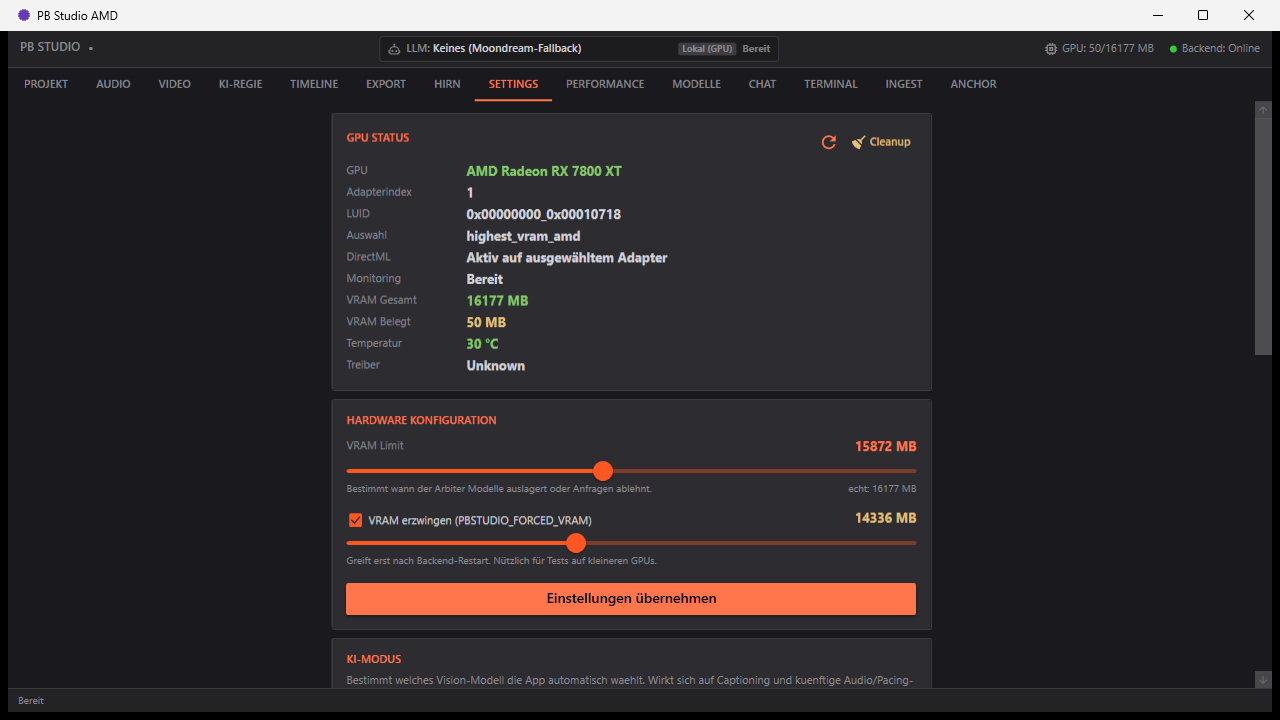 PB Studio AMD
PB STUDIO
LLM: Keines (Moondream-Fallback) Lokal (GPU) Bereit
GPU: 50/16177 MB
Backend: Online
PROJEKT AUDIO VIDEO KI-REGIE TIMELINE EXPORT HIRN SETTINGS PERFORMANCE MODELLE CHAT TERMINAL INGEST ANCHOR
GPU STATUS
Cleanup
GPU AMD Radeon RX 7800 XT
Adapterindex 1
LUID 0x00000000_0x00010718
Auswahl highest_vram_amd
DirectML Aktiv auf ausgewähltem Adapter
Monitoring Bereit
VRAM Gesamt 16177 MB
VRAM Belegt 50 MB
Temperatur 30 °C
Treiber Unknown
HARDWARE KONFIGURATION
VRAM Limit 15872 MB
Bestimmt wann der Arbiter Modelle auslagert oder Anfragen ablehnt. echt: 16177 MB
VRAM erzwingen (PBSTUDIO_FORCED_VRAM) 14336 MB
Greift erst nach Backend-Restart. Nützlich für Tests auf kleineren GPUs.
Einstellungen übernehmen
KI-MODUS
Bestimmt welches Vision-Modell die App automatisch waehlt. Wirkt sich auf Captioning und kuenftige Audio/Pacing-
Bereit